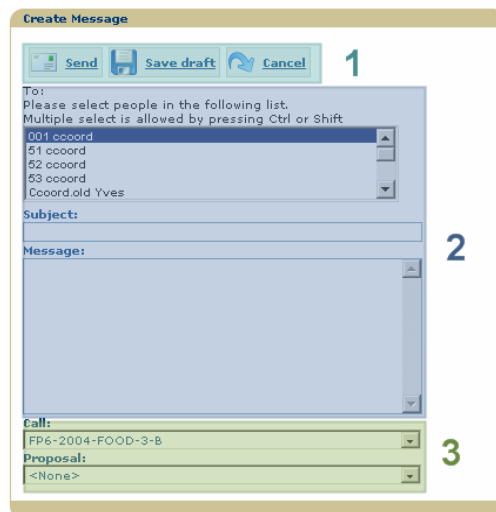 Create Message
Send Save draft Cancel 1
To:
Please select people in the following list.
Multiple select is allowed by pressing Ctrl or Shift
001 ccoord
51 ccoord
52 ccoord
53 ccoord
Ccoord.old Yves
Subject:
2
Message:
Call:
FP6-2004-FOOD-3-B
3
Proposal:
<None>